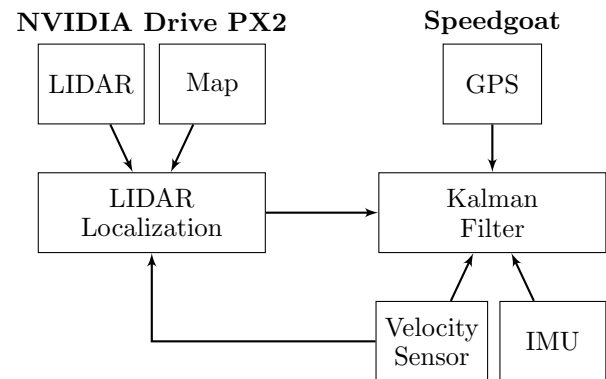 NVIDIA Drive PX2
Speedgoat
LIDAR
Map
GPS
LIDAR
Localization
Kalman
Filter
Velocity
Sensor
IMU